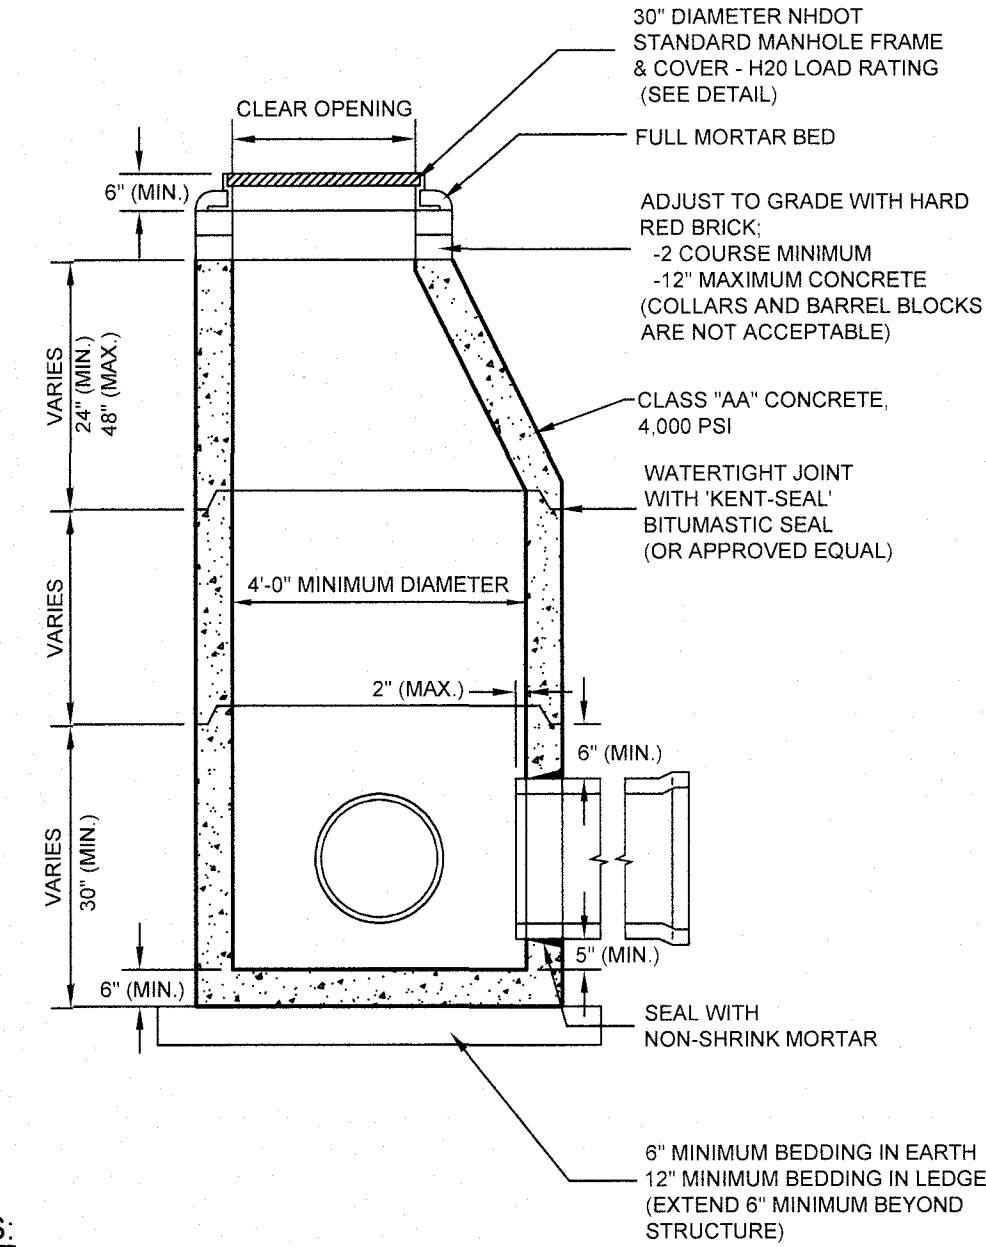 30" DIAMETER NHDOT
STANDARD MANHOLE FRAME
& COVER - H20 LOAD RATING
(SEE DETAIL)
CLEAR OPENING
FULL MORTAR BED
6" (MIN.)
ADJUST TO GRADE WITH HARD
RED BRICK;
-2 COURSE MINIMUM
-12" MAXIMUM CONCRETE
(COLLARS AND BARREL BLOCKS
ARE NOT ACCEPTABLE)
VARIES
24" (MIN.)
48" (MAX.)
CLASS "AA" CONCRETE,
4,000 PSI
WATERTIGHT JOINT
WITH 'KENT-SEAL'
BITUMASTIC SEAL
(OR APPROVED EQUAL)
VARIES
4'-0" MINIMUM DIAMETER
2" (MAX.)
6" (MIN.)
VARIES
30" (MIN.)
5" (MIN.)
6" (MIN.)
SEAL WITH
NON-SHRINK MORTAR
6" MINIMUM BEDDING IN EARTH
12" MINIMUM BEDDING IN LEDGE
(EXTEND 6" MINIMUM BEYOND
STRUCTURE)
S: